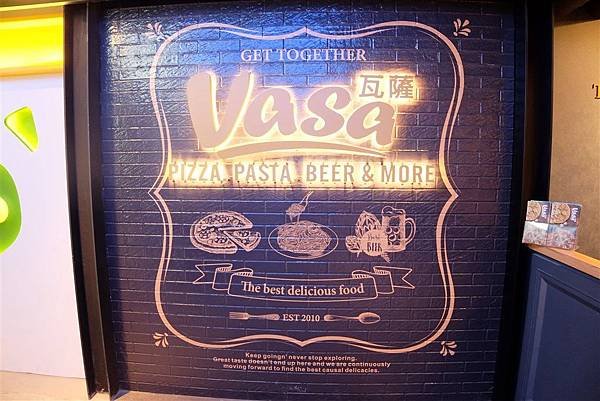 GET TOGETHER
Vasa 瓦薩
PIZZA . PASTA . BEER & MORE
The best delicious food
EST 2010
Keep goingn' never stop exploring.
Great taste doesn't end up here and we are continuously
moving forward to find the best causal delicacies.